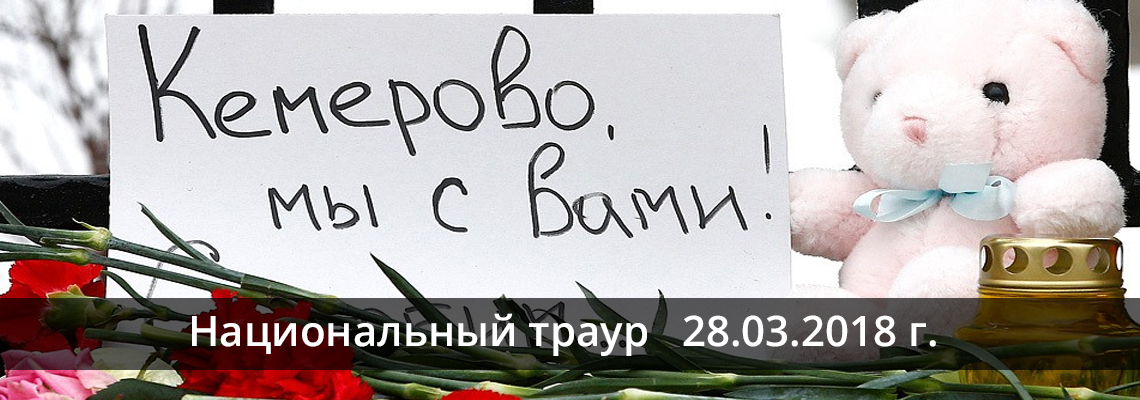 Кемерово,
мы с вами!
Национальный траур 28.03.2018 г.